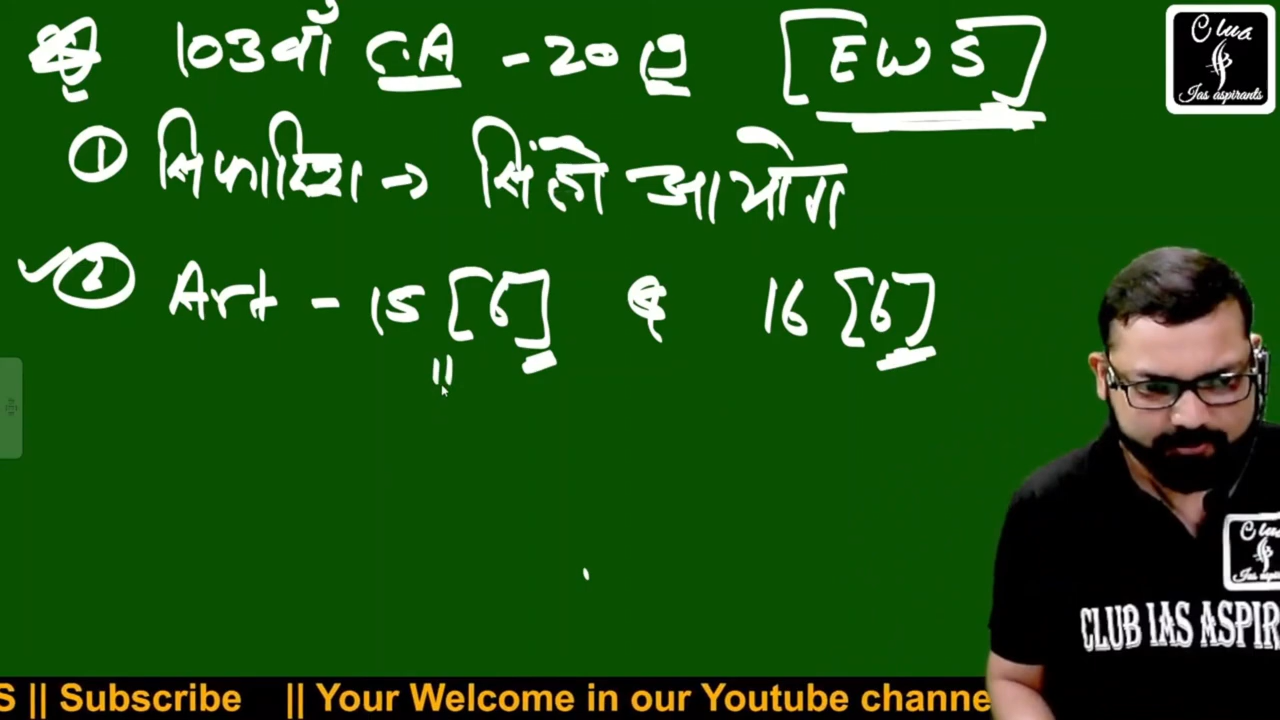 103वाँ C.A - 2019 [EWS]
① सिफारिश → सिंहो आयोग
② Art - 15 [6] & 16 [6]
Club
Ias aspirants
CLUB IAS ASPIR
S || Subscribe || Your Welcome in our Youtube channe